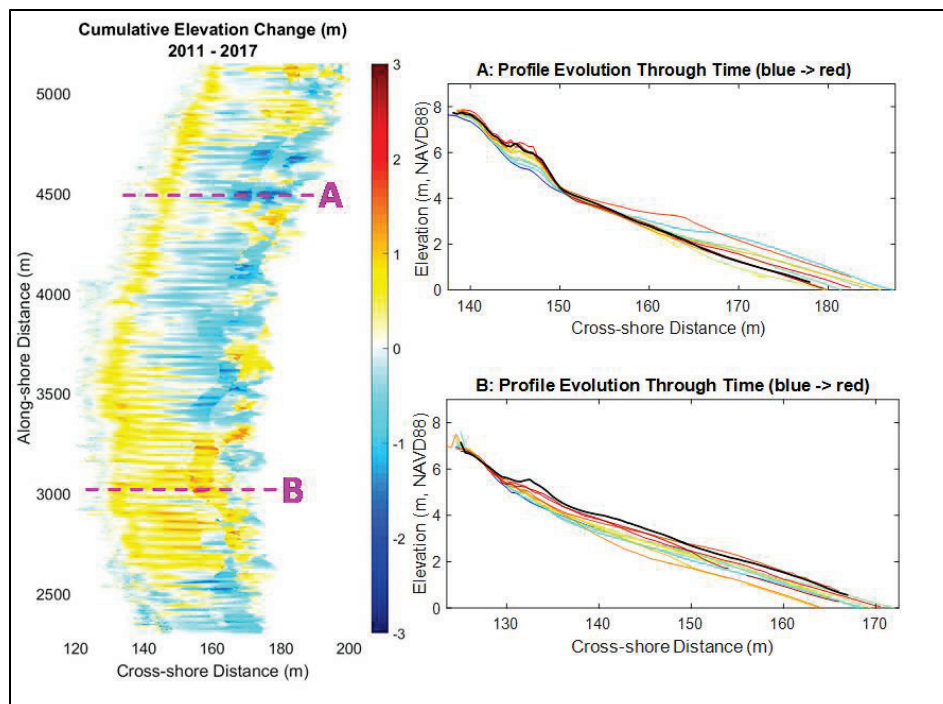 Cumulative Elevation Change (m)
2011 - 2017
5000
4500
4000
3500
3000
2500
Along-shore Distance (m)
120 140 160 180 200
Cross-shore Distance (m)
A
B
3
2
1
0
-1
-2
-3
A: Profile Evolution Through Time (blue -> red)
8
6
4
2
0
Elevation (m, NAVD88)
140 150 160 170 180
Cross-shore Distance (m)
B: Profile Evolution Through Time (blue -> red)
8
6
4
2
0
Elevation (m, NAVD88)
130 140 150 160 170
Cross-shore Distance (m)